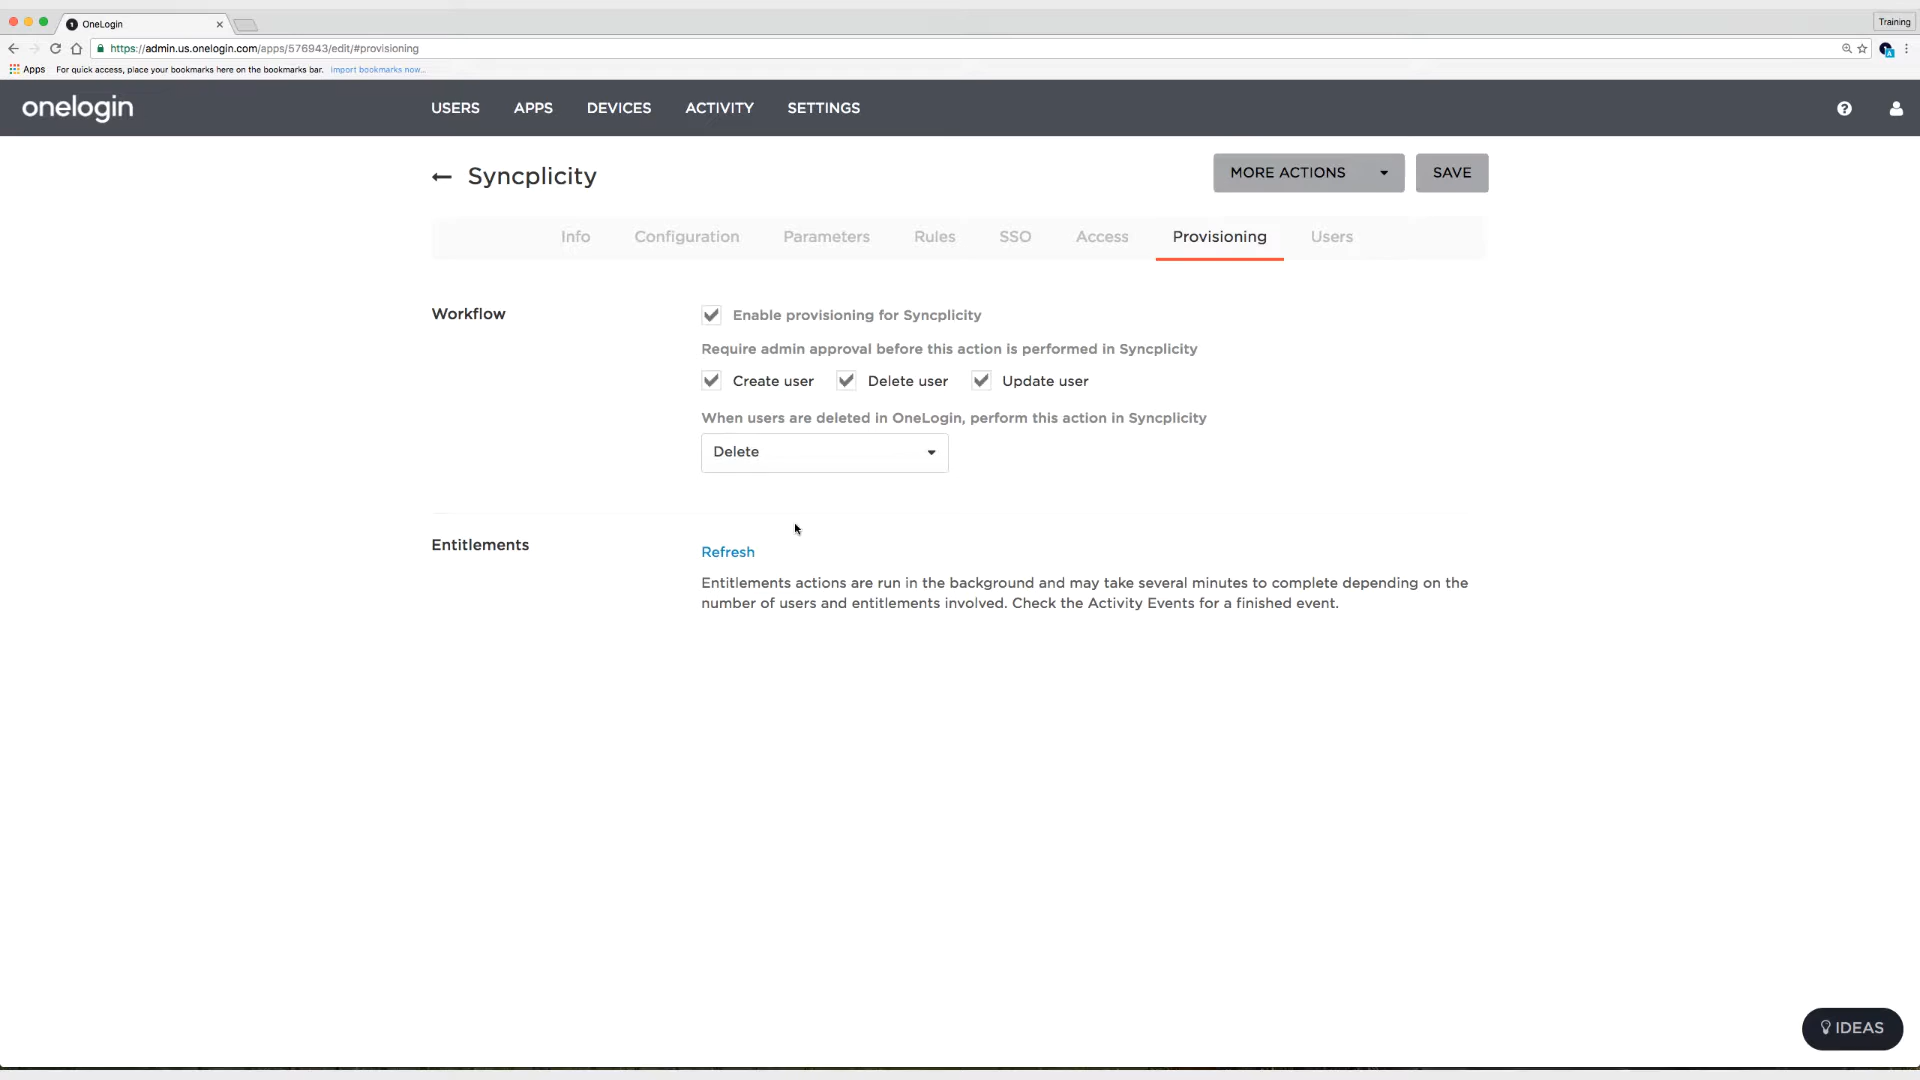 OneLogin
Training
https://admin.us.onelogin.com/apps/576943/edit/#provisioning
Apps For quick access, place your bookmarks here on the bookmarks bar. Import bookmarks now...
onelogin
USERS APPS DEVICES ACTIVITY SETTINGS
Syncplicity
MORE ACTIONS SAVE
Info Configuration Parameters Rules SSO Access Provisioning Users
Workflow
Enable provisioning for Syncplicity
Require admin approval before this action is performed in Syncplicity
Create user Delete user Update user
When users are deleted in OneLogin, perform this action in Syncplicity
Delete
Entitlements
Refresh
Entitlements actions are run in the background and may take several minutes to complete depending on the
number of users and entitlements involved. Check the Activity Events for a finished event.
IDEAS